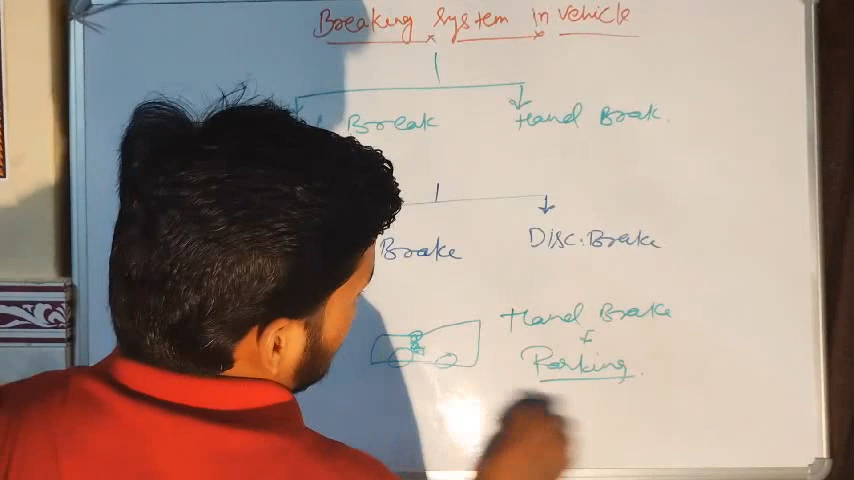 Breaking System in vehicle
Break
Hand Brak.
Brake
Disc.Brake
Hand Brake
Parking.